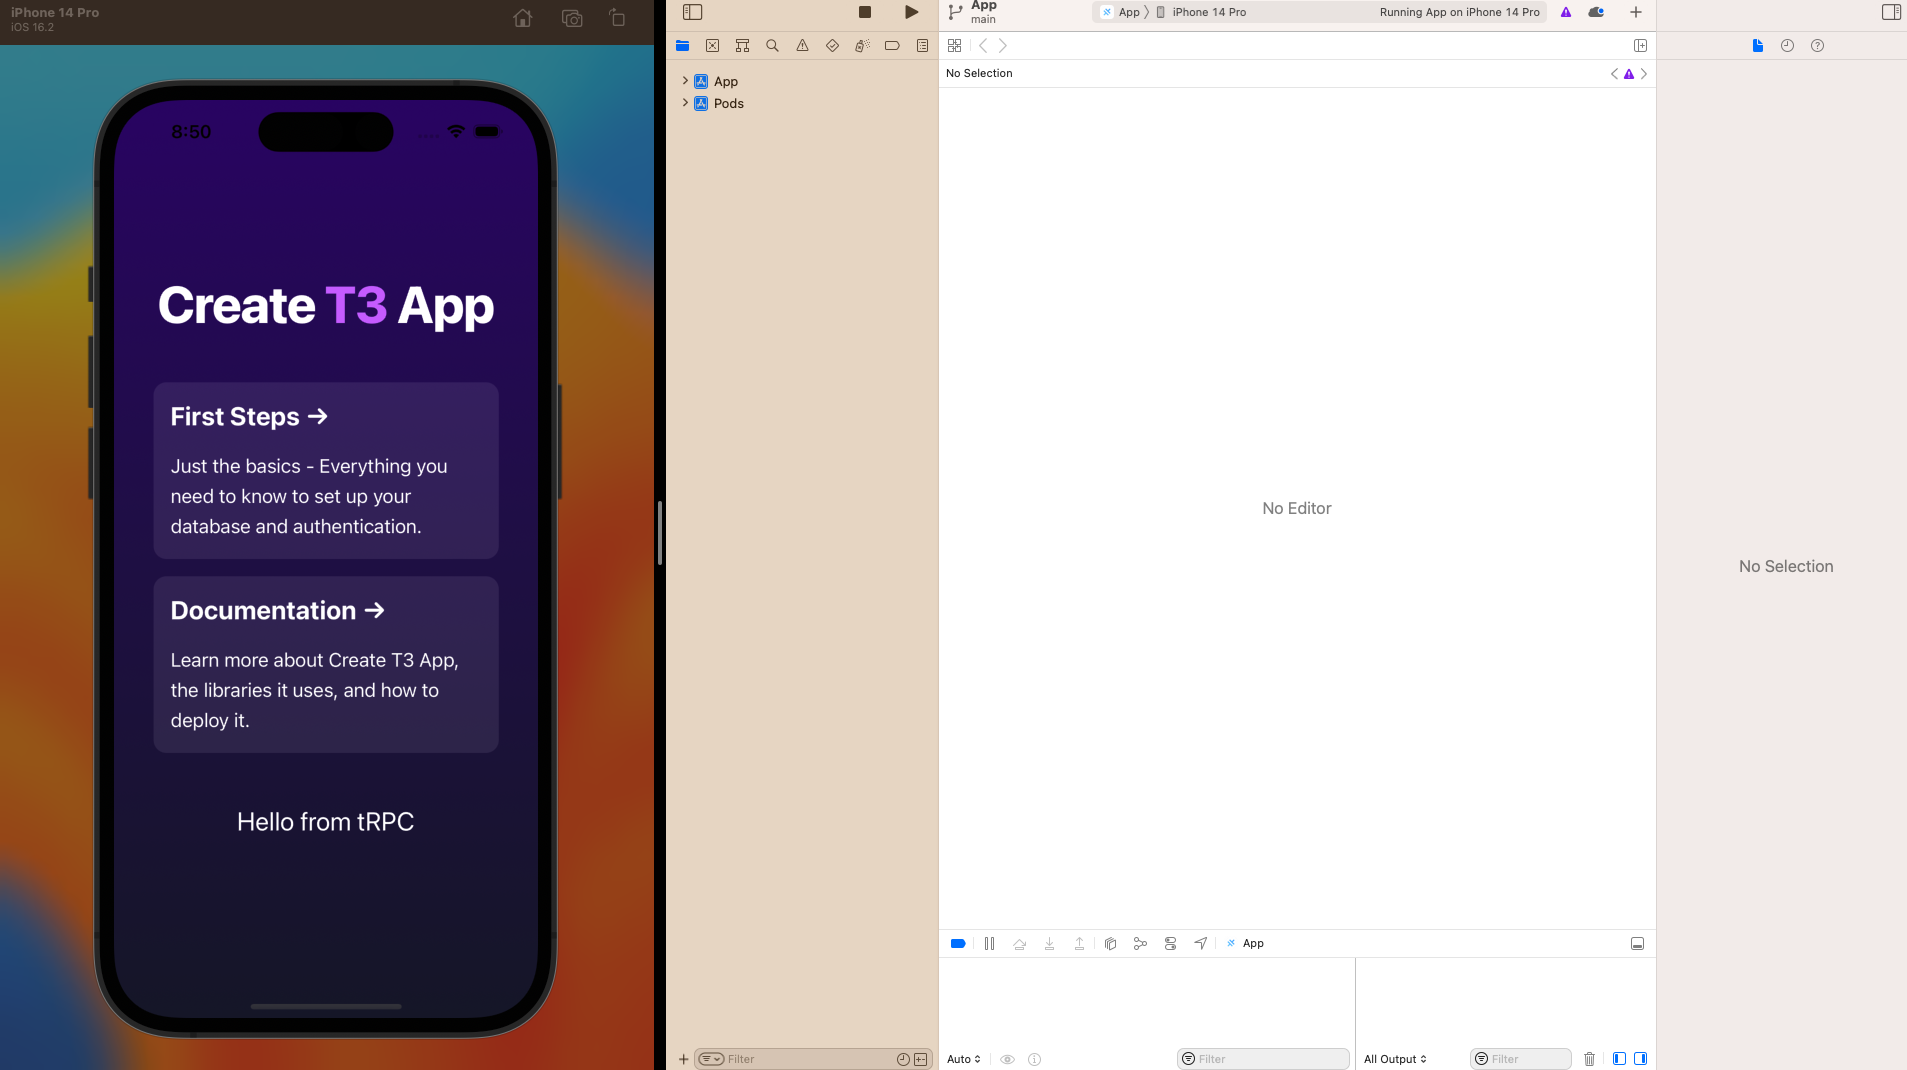 iPhone 14 Pro
iOS 16.2
8:50
Create T3 App
First Steps →
Just the basics - Everything you
need to know to set up your
database and authentication.
Documentation →
Learn more about Create T3 App,
the libraries it uses, and how to
deploy it.
Hello from tRPC
App
Pods
Filter
App
main
App
iPhone 14 Pro
Running App on iPhone 14 Pro
No Selection
No Editor
App
Auto
Filter
All Output
Filter
No Selection